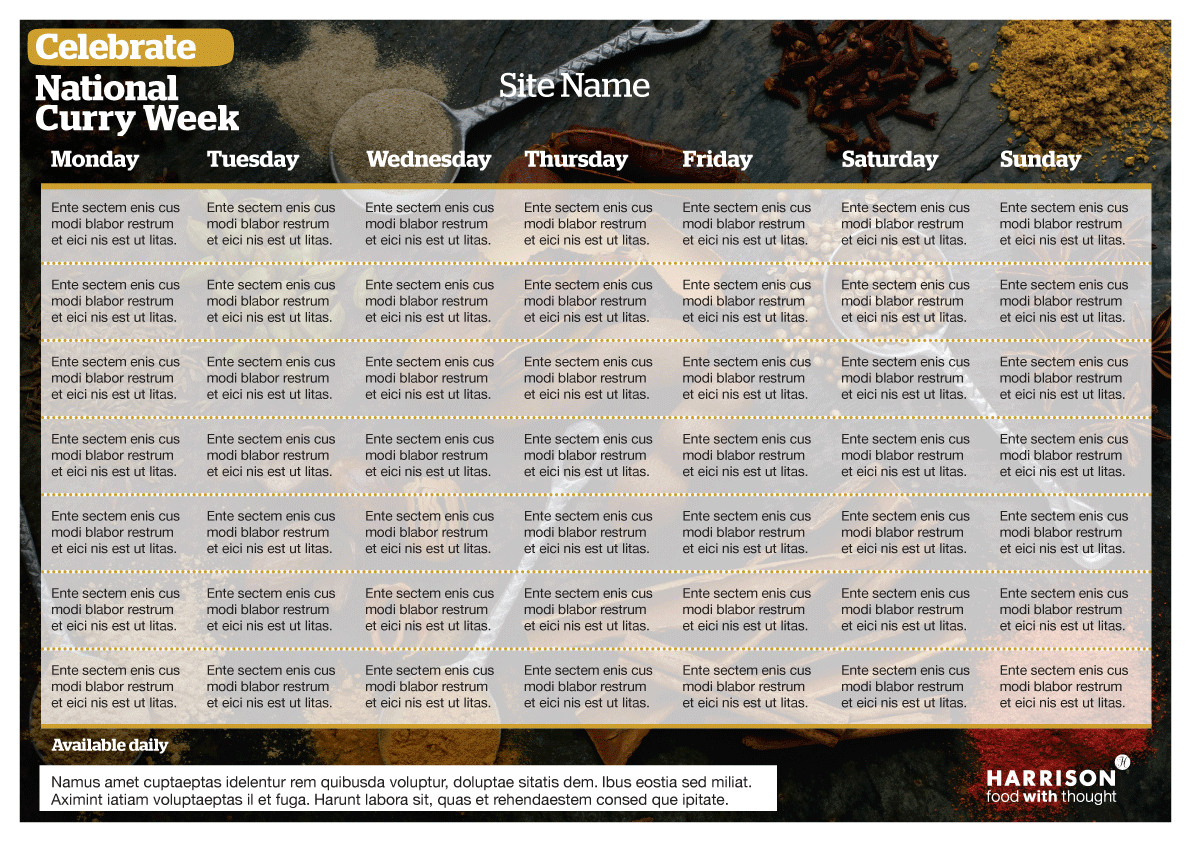 Celebrate
National
Curry Week
Site Name
Monday Tuesday Wednesday Thursday Friday Saturday Sunday
Ente sectem enis cus Ente sectem enis cus Ente sectem enis cus Ente sectem enis cus Ente sectem enis cus Ente sectem enis cus Ente sectem enis cus
modi blabor restrum modi blabor restrum modi blabor restrum modi blabor restrum modi blabor restrum modi blabor restrum modi blabor restrum
et eici nis est ut litas. et eici nis est ut litas. et eici nis est ut litas. et eici nis est ut litas. et eici nis est ut litas. et eici nis est ut litas. et eici nis est ut litas.
Ente sectem enis cus Ente sectem enis cus Ente sectem enis cus Ente sectem enis cus Ente sectem enis cus Ente sectem enis cus Ente sectem enis cus
modi blabor restrum modi blabor restrum modi blabor restrum modi blabor restrum modi blabor restrum modi blabor restrum modi blabor restrum
et eici nis est ut litas. et eici nis est ut litas. et eici nis est ut litas. et eici nis est ut litas. et eici nis est ut litas. et eici nis est ut litas. et eici nis est ut litas.
Ente sectem enis cus Ente sectem enis cus Ente sectem enis cus Ente sectem enis cus Ente sectem enis cus Ente sectem enis cus Ente sectem enis cus
modi blabor restrum modi blabor restrum modi blabor restrum modi blabor restrum modi blabor restrum modi blabor restrum modi blabor restrum
et eici nis est ut litas. et eici nis est ut litas. et eici nis est ut litas. et eici nis est ut litas. et eici nis est ut litas. et eici nis est ut litas. et eici nis est ut litas.
Ente sectem enis cus Ente sectem enis cus Ente sectem enis cus Ente sectem enis cus Ente sectem enis cus Ente sectem enis cus Ente sectem enis cus
modi blabor restrum modi blabor restrum modi blabor restrum modi blabor restrum modi blabor restrum modi blabor restrum modi blabor restrum
et eici nis est ut litas. et eici nis est ut litas. et eici nis est ut litas. et eici nis est ut litas. et eici nis est ut litas. et eici nis est ut litas. et eici nis est ut litas.
Ente sectem enis cus Ente sectem enis cus Ente sectem enis cus Ente sectem enis cus Ente sectem enis cus Ente sectem enis cus Ente sectem enis cus
modi blabor restrum modi blabor restrum modi blabor restrum modi blabor restrum modi blabor restrum modi blabor restrum modi blabor restrum
et eici nis est ut litas. et eici nis est ut litas. et eici nis est ut litas. et eici nis est ut litas. et eici nis est ut litas. et eici nis est ut litas. et eici nis est ut litas.
Ente sectem enis cus Ente sectem enis cus Ente sectem enis cus Ente sectem enis cus Ente sectem enis cus Ente sectem enis cus Ente sectem enis cus
modi blabor restrum modi blabor restrum modi blabor restrum modi blabor restrum modi blabor restrum modi blabor restrum modi blabor restrum
et eici nis est ut litas. et eici nis est ut litas. et eici nis est ut litas. et eici nis est ut litas. et eici nis est ut litas. et eici nis est ut litas. et eici nis est ut litas.
Ente sectem enis cus Ente sectem enis cus Ente sectem enis cus Ente sectem enis cus Ente sectem enis cus Ente sectem enis cus Ente sectem enis cus
modi blabor restrum modi blabor restrum modi blabor restrum modi blabor restrum modi blabor restrum modi blabor restrum modi blabor restrum
et eici nis est ut litas. et eici nis est ut litas. et eici nis est ut litas. et eici nis est ut litas. et eici nis est ut litas. et eici nis est ut litas. et eici nis est ut litas.
Available daily
Namus amet cuptaeptas idelentur rem quibusda voluptur, doluptae sitatis dem. Ibus eostia sed miliat.
Aximint iatiam voluptaeptas il et fuga. Harunt labora sit, quas et rehendaestem consed que ipitate.
H
HARRISON
food with thought